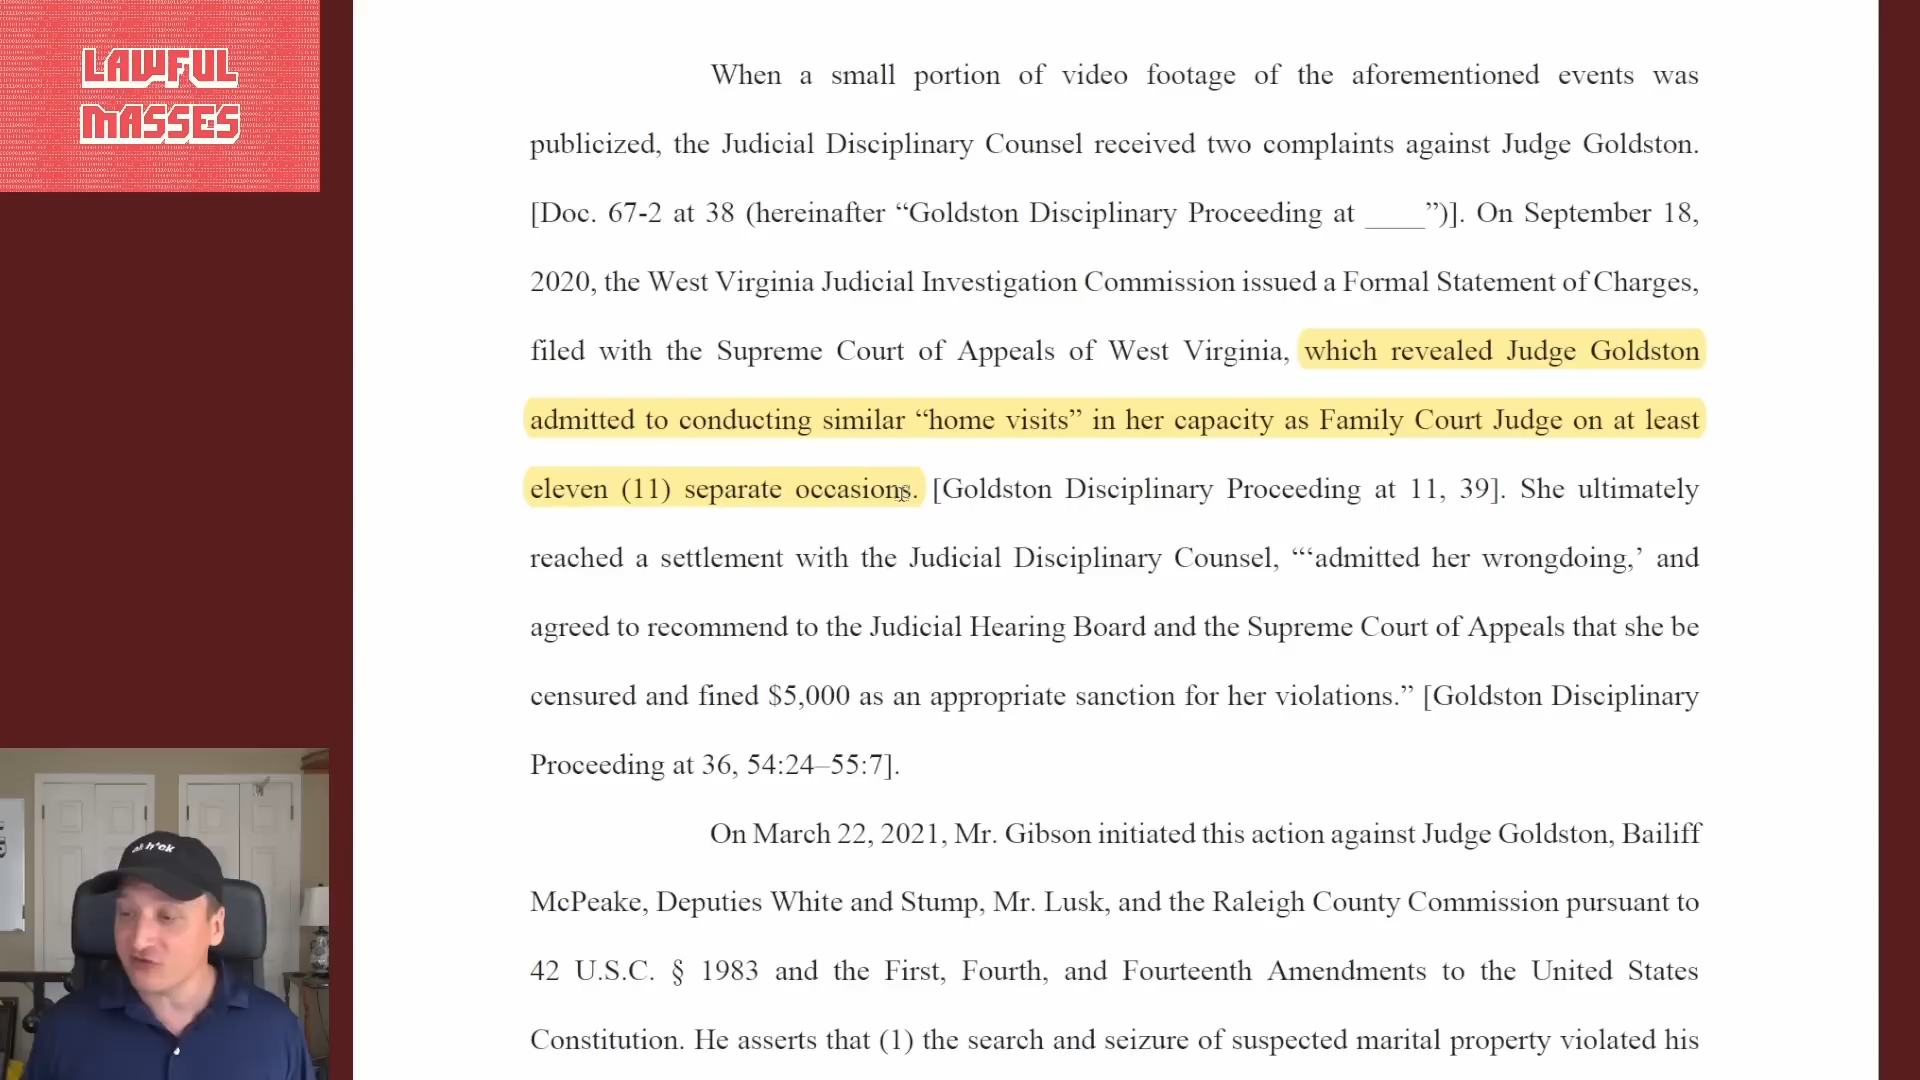 LAWFUL
MASSES
When a small portion of video footage of the aforementioned events was
publicized, the Judicial Disciplinary Counsel received two complaints against Judge Goldston.
[Doc. 67-2 at 38 (hereinafter “Goldston Disciplinary Proceeding at ____”)]. On September 18,
2020, the West Virginia Judicial Investigation Commission issued a Formal Statement of Charges,
filed with the Supreme Court of Appeals of West Virginia, which revealed Judge Goldston
admitted to conducting similar “home visits” in her capacity as Family Court Judge on at least
eleven (11) separate occasions. [Goldston Disciplinary Proceeding at 11, 39]. She ultimately
reached a settlement with the Judicial Disciplinary Counsel, “‘admitted her wrongdoing,’ and
agreed to recommend to the Judicial Hearing Board and the Supreme Court of Appeals that she be
censured and fined $5,000 as an appropriate sanction for her violations.” [Goldston Disciplinary
Proceeding at 36, 54:24–55:7].
On March 22, 2021, Mr. Gibson initiated this action against Judge Goldston, Bailiff
McPeake, Deputies White and Stump, Mr. Lusk, and the Raleigh County Commission pursuant to
42 U.S.C. § 1983 and the First, Fourth, and Fourteenth Amendments to the United States
Constitution. He asserts that (1) the search and seizure of suspected marital property violated his